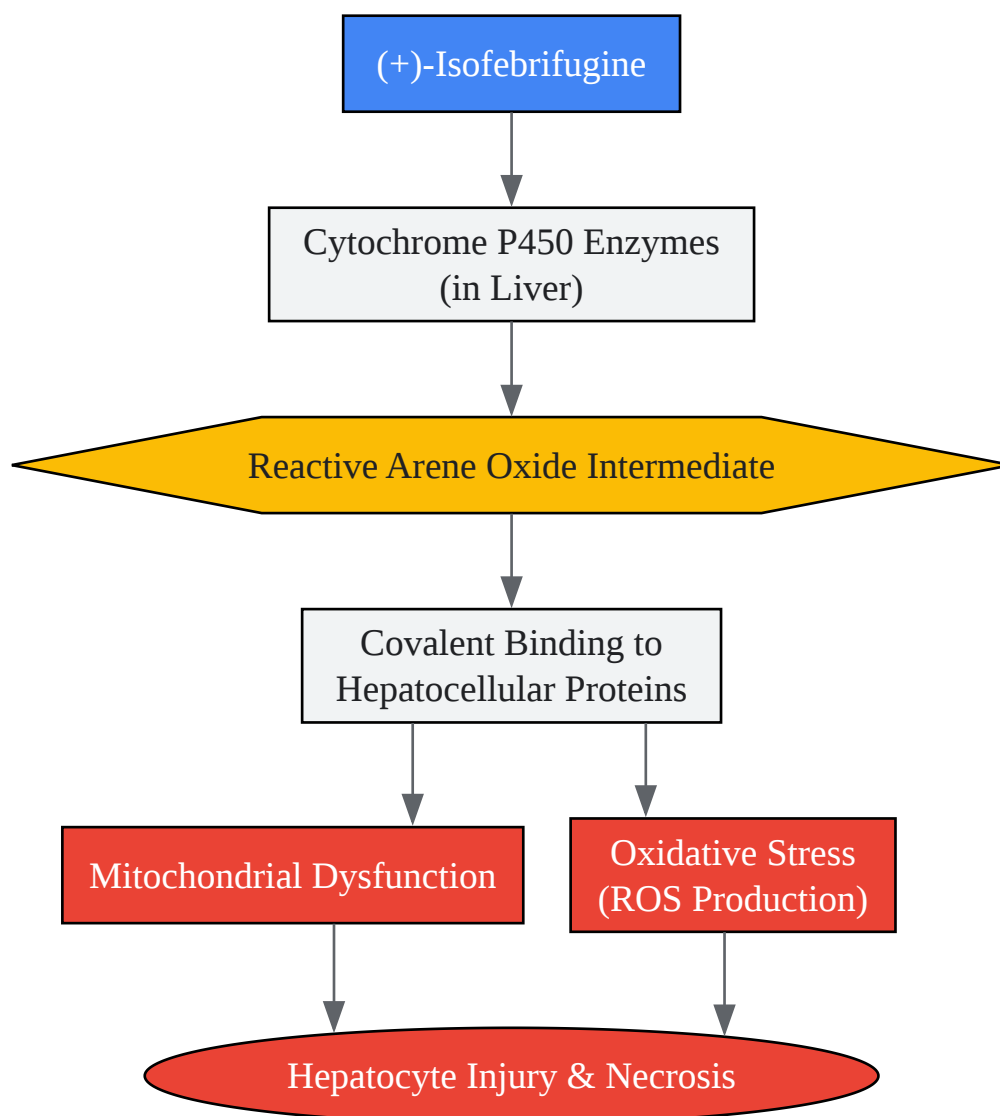 (+)-Isofebrifugine
Cytochrome P450 Enzymes
(in Liver)
Reactive Arene Oxide Intermediate
Covalent Binding to
Hepatocellular Proteins
Mitochondrial Dysfunction
Oxidative Stress
(ROS Production)
Hepatocyte Injury & Necrosis